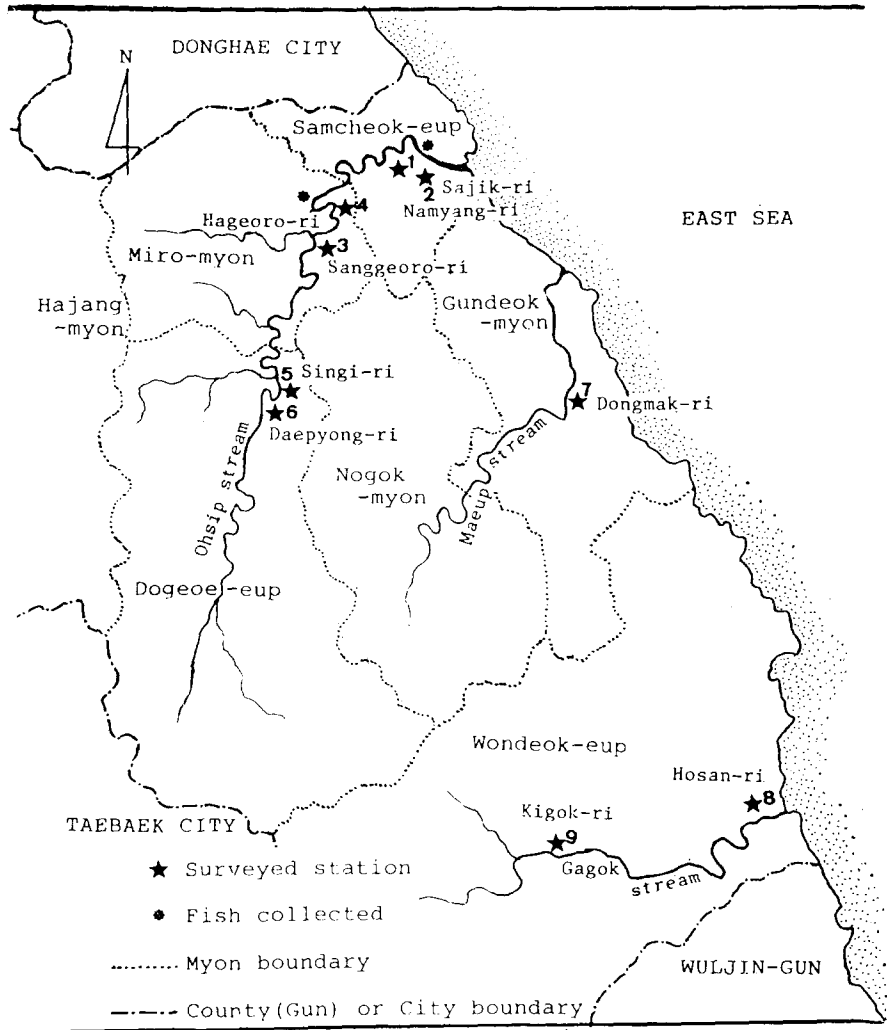 DONGHAE CITY
N
Samcheok-eup
1
2
Sajik-ri
Namyang-ri
4
Hageoro-ri
EAST SEA
3
Miro-myon
Sanggeoro-ri
Hajang
-myon
Gundeok
-myon
5
Singi-ri
7
6
Dongmak-ri
Daepyong-ri
Ohsip stream
Nogok
-myon
Maeup stream
Dogeoe-eup
Wondeok-eup
Hosan-ri
8
Kigok-ri
9
Gagok stream
TAEBAEK CITY
Surveyed station
Fish collected
Myon boundary
WULJIN-GUN
County(Gun) or City boundary